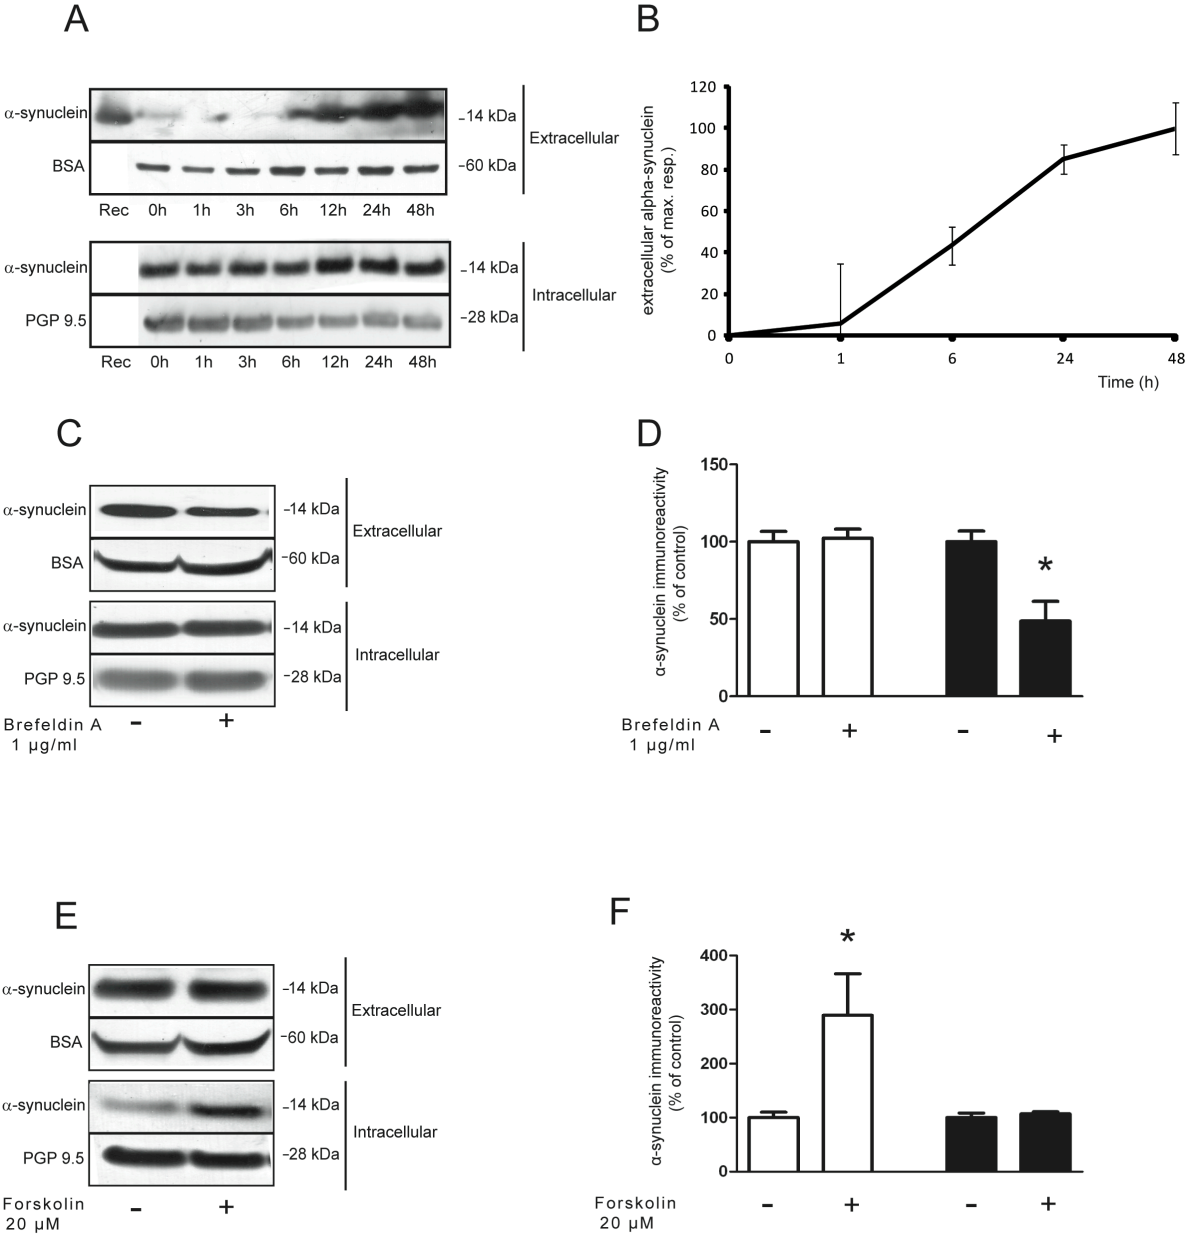 A
α-synuclein
-14 kDa
Extracellular
BSA
-60 kDa
Rec 0h 1h 3h 6h 12h 24h 48h
α-synuclein
-14 kDa
Intracellular
PGP 9.5
-28 kDa
Rec 0h 1h 3h 6h 12h 24h 48h
B
extracellular alpha-synuclein
(% of max. resp.)
120
100
80
60
40
20
0
0 1 6 24 48
Time (h)
C
α-synuclein
-14 kDa
Extracellular
BSA
-60 kDa
α-synuclein
-14 kDa
Intracellular
PGP 9.5
-28 kDa
Brefeldin A - +
1 µg/ml
D
α-synuclein immunoreactivity
(% of control)
150
100
50
0
*
Brefeldin A - + - +
1 µg/ml
E
α-synuclein
-14 kDa
Extracellular
BSA
-60 kDa
α-synuclein
-14 kDa
Intracellular
PGP 9.5
-28 kDa
Forskolin - +
20 µM
F
α-synuclein immunoreactivity
(% of control)
400
300
200
100
0
*
Forskolin - + - +
20 µM